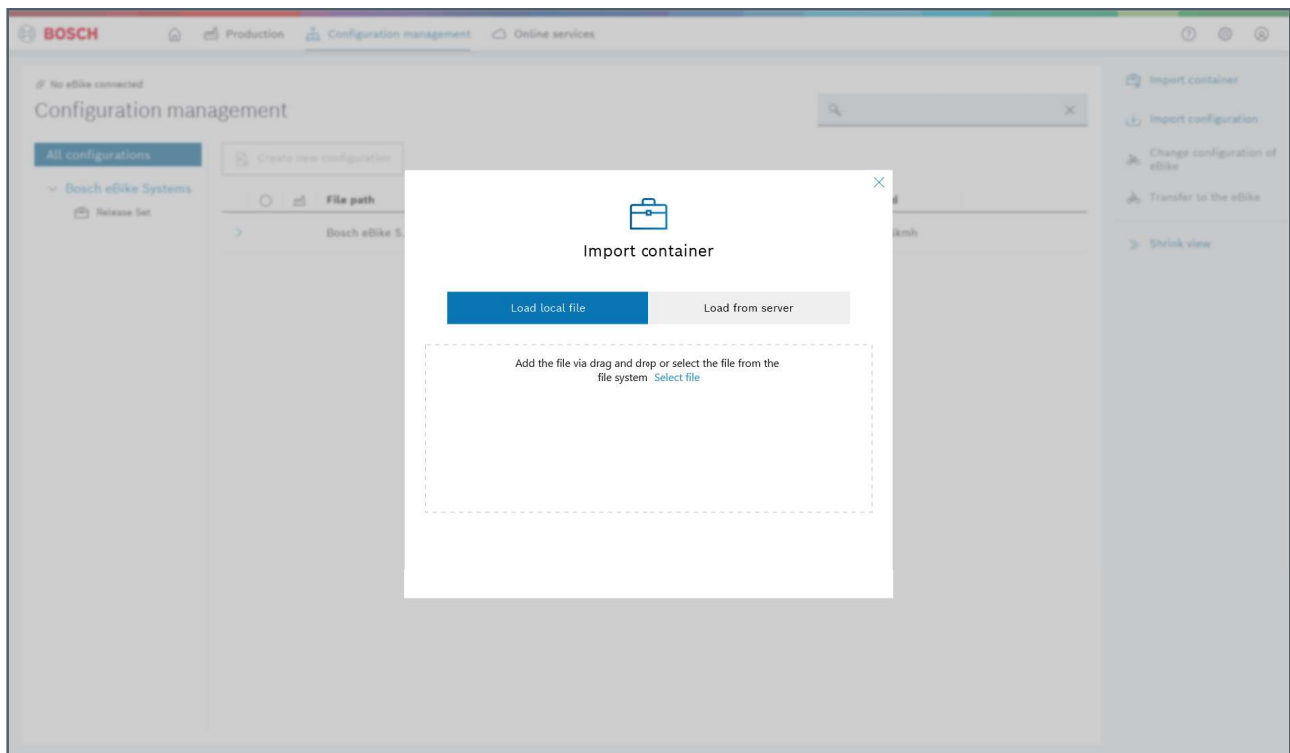 BOSCH
Production
Configuration management
Online services
No eBike connected
Configuration management
All configurations
Create new configuration
Bosch eBike Systems
Release Set
File path
Bosch eBike S.
kmh
Import container
Import configuration
Change configuration of
eBike
Transfer to the eBike
Shrink view
Import container
Load local file
Load from server
Add the file via drag and drop or select the file from the
file system Select file